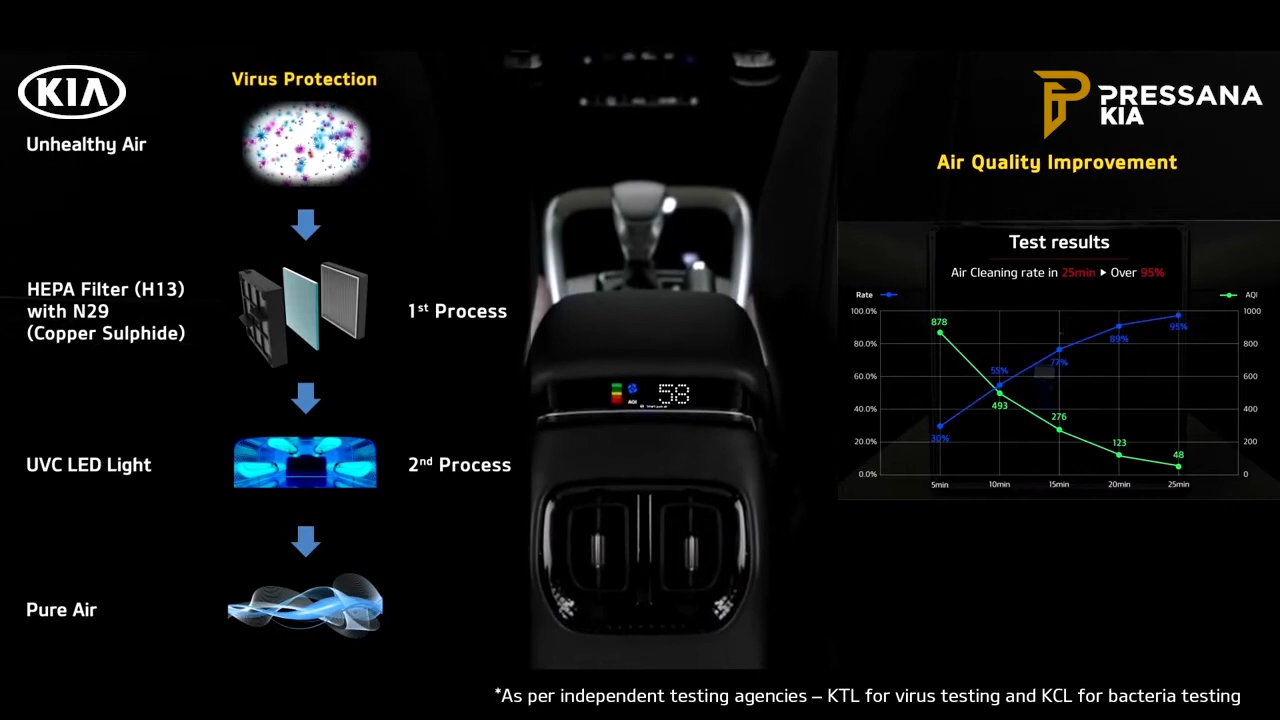 KIA
Virus Protection
Unhealthy Air
HEPA Filter (H13)
with N29
(Copper Sulphide)
1st Process
UVC LED Light
2nd Process
Pure Air
AQI
58
PRESSANA
KIA
Air Quality Improvement
Test results
Air Cleaning rate in 25min ▶ Over 95%
Rate
AQI
100.0%
80.0%
60.0%
40.0%
20.0%
0.0%
1000
800
600
400
200
0
878
493
276
123
48
30%
55%
77%
89%
95%
5min
10min
15min
20min
25min
*As per independent testing agencies – KTL for virus testing and KCL for bacteria testing